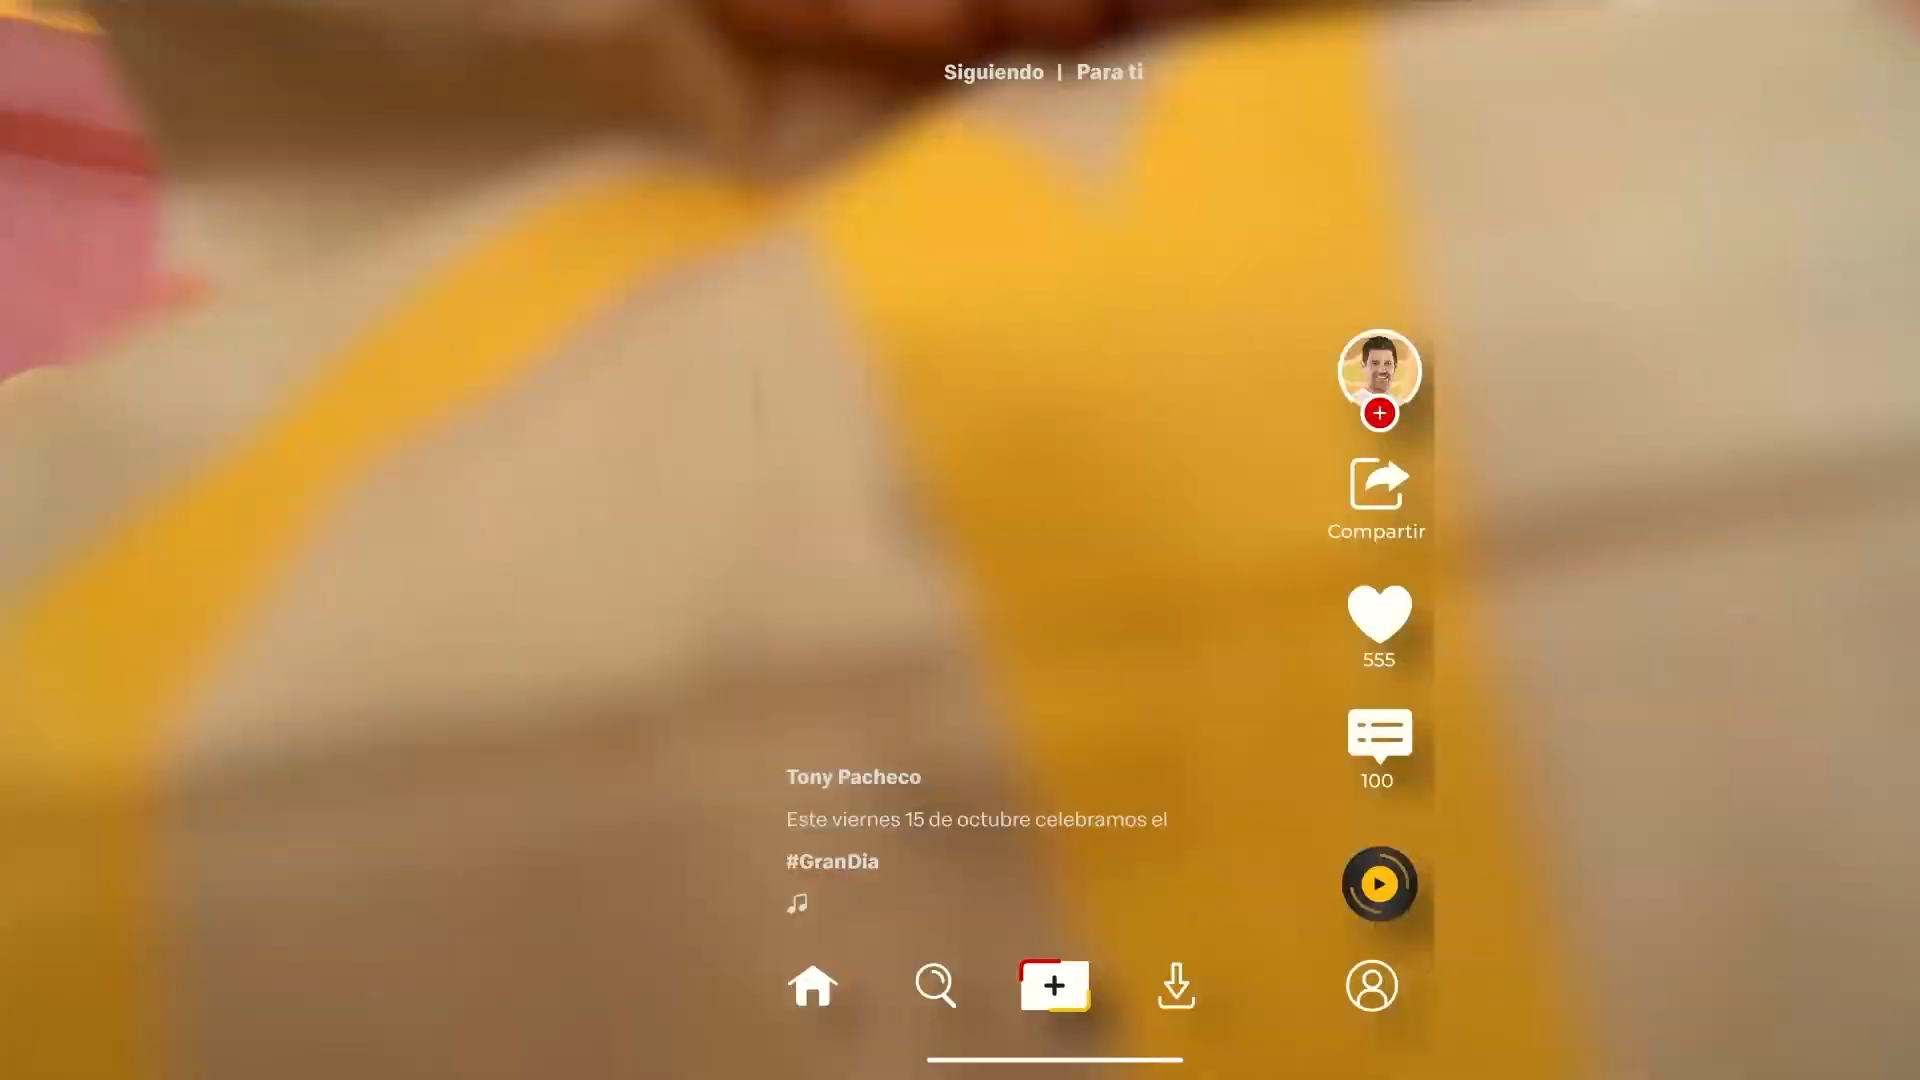 Siguiendo | Para ti
Compartir
555
100
Tony Pacheco
Este viernes 15 de octubre celebramos el
#GranDia